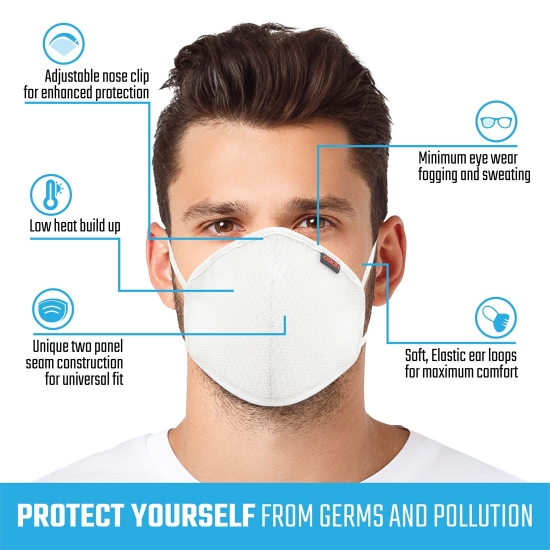 Adjustable nose clip
for enhanced protection
Minimum eye wear
fogging and sweating
Low heat build up
Unique two panel
seam construction
for universal fit
Soft, Elastic ear loops
for maximum comfort
PROTECT YOURSELF FROM GERMS AND POLLUTION